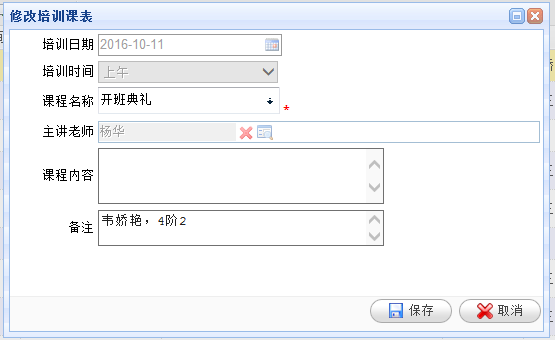 修改培训课表
培训日期 2016-10-11
培训时间 上午
课程名称 开班典礼 *
主讲老师 杨华
课程内容
备注 韦娇艳，4阶2
保存 取消